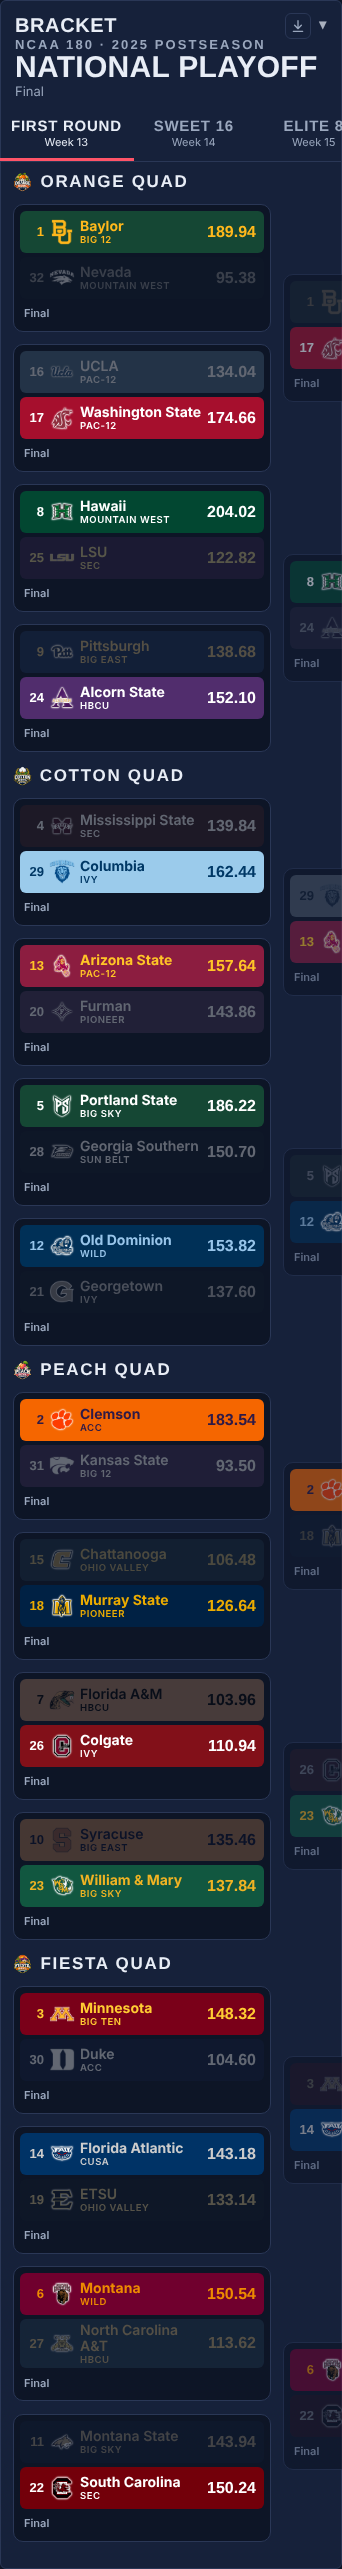 BRACKET
▼
NCAA 180 · 2025 POSTSEASON
NATIONAL PLAYOFF
Final
FIRST ROUND
Week 13
SWEET 16
Week 14
ELITE 8
Week 15
ORANGE QUAD
1 Baylor 189.94
BIG 12
32 Nevada 95.38
MOUNTAIN WEST
Final
16 UCLA 134.04
PAC-12
17 Washington State 174.66
PAC-12
Final
8 Hawaii 204.02
MOUNTAIN WEST
25 LSU 122.82
SEC
Final
9 Pittsburgh 138.68
BIG EAST
24 Alcorn State 152.10
HBCU
Final
COTTON QUAD
4 Mississippi State 139.84
SEC
29 Columbia 162.44
IVY
Final
13 Arizona State 157.64
PAC-12
20 Furman 143.86
PIONEER
Final
5 Portland State 186.22
BIG SKY
28 Georgia Southern 150.70
SUN BELT
Final
12 Old Dominion 153.82
WILD
21 Georgetown 137.60
IVY
Final
PEACH QUAD
2 Clemson 183.54
ACC
31 Kansas State 93.50
BIG 12
Final
15 Chattanooga 106.48
OHIO VALLEY
18 Murray State 126.64
PIONEER
Final
7 Florida A&M 103.96
HBCU
26 Colgate 110.94
IVY
Final
10 Syracuse 135.46
BIG EAST
23 William & Mary 137.84
BIG SKY
Final
FIESTA QUAD
3 Minnesota 148.32
BIG TEN
30 Duke 104.60
ACC
Final
14 Florida Atlantic 143.18
CUSA
19 ETSU 133.14
OHIO VALLEY
Final
6 Montana 150.54
WILD
27 North Carolina A&T 113.62
HBCU
Final
11 Montana State 143.94
BIG SKY
22 South Carolina 150.24
SEC
Final
1
17
Final
8
24
Final
29
13
Final
5
12
Final
2
18
Final
26
23
Final
3
14
Final
6
22
Final